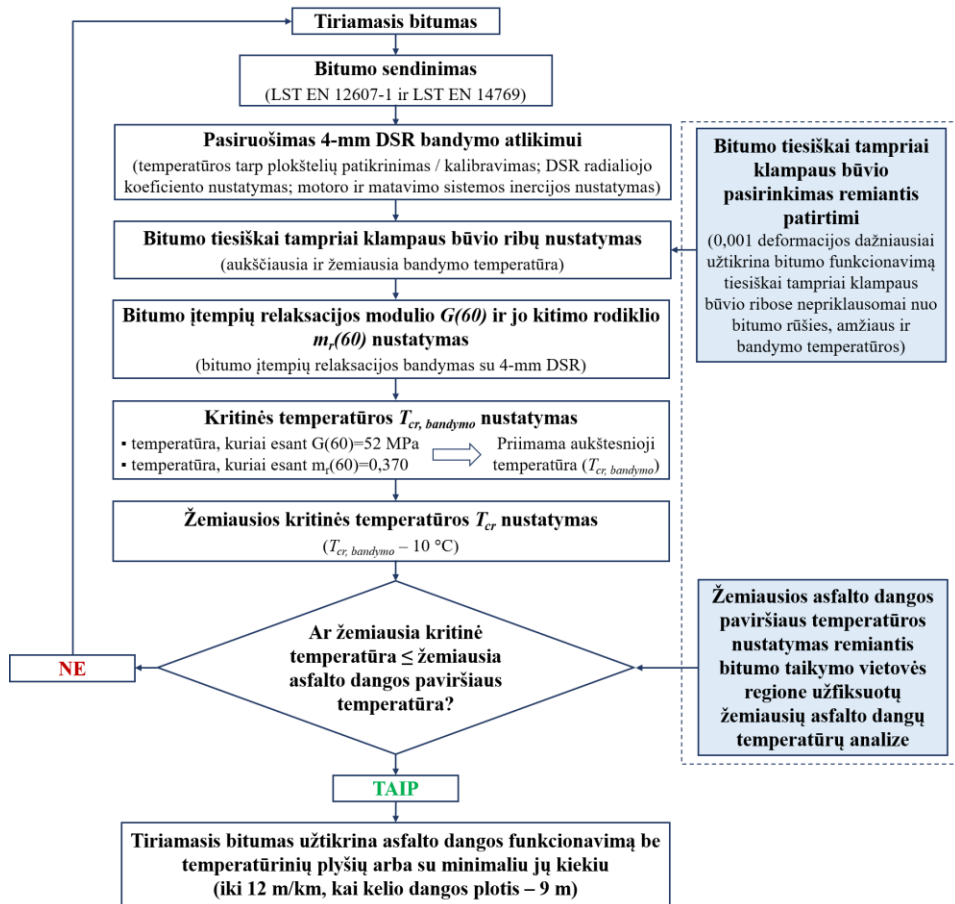 Tiriamasis bitumas
Bitumo sendinimas
(LST EN 12607-1 ir LST EN 14769)
Pasiruošimas 4-mm DSR bandymo atlikimui
(temperatūros tarp plokštelių patikrinimas / kalibravimas; DSR radialiojo
koeficiento nustatymas; motoro ir matavimo sistemos inercijos nustatymas)
Bitumo tiesiškai tampriai klampaus būvio ribų nustatymas
(aukščiausia ir žemiausia bandymo temperatūra)
Bitumo tiesiškai tampriai
klampaus būvio
pasirinkimas remiantis
patirtimi
(0,001 deformacijos dažniausiai
užtikrina bitumo funkcionavimą
tiesiškai tampriai klampaus
būvio ribose nepriklausomai nuo
bitumo rūšies, amžiaus ir
bandymo temperatūros)
Bitumo įtempių relaksacijos modulio G(60) ir jo kitimo rodiklio
mr(60) nustatymas
(bitumo įtempių relaksacijos bandymas su 4-mm DSR)
Kritinės temperatūros Tcr, bandymo nustatymas
▪ temperatūra, kuriai esant G(60)=52 MPa
▪ temperatūra, kuriai esant mr(60)=0,370
Priimama aukštesnioji
temperatūra (Tcr, bandymo)
Žemiausios kritinės temperatūros Tcr nustatymas
(Tcr, bandymo – 10 °C)
Ar žemiausia kritinė
temperatūra ≤ žemiausia
asfalto dangos paviršiaus
temperatūra?
NE
Žemiausios asfalto dangos
paviršiaus temperatūros
nustatymas remiantis
bitumo taikymo vietovės
regione užfiksuotų
žemiausių asfalto dangų
temperatūrų analize
TAIP
Tiriamasis bitumas užtikrina asfalto dangos funkcionavimą be
temperatūrinių plyšių arba su minimaliu jų kiekiu
(iki 12 m/km, kai kelio dangos plotis – 9 m)